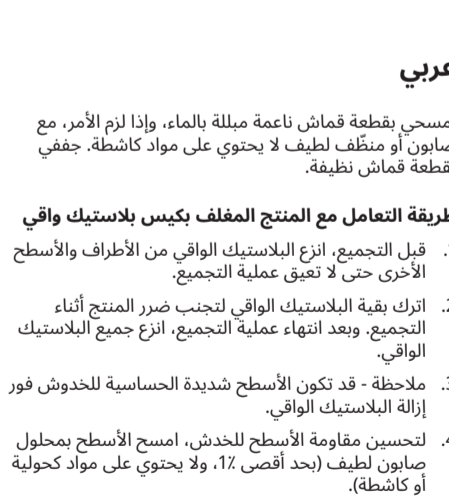 عربي
امسحي بقطعة قماش ناعمة مبللة بالماء، وإذا لزم الأمر، مع
صابون أو منظّف لطيف لا يحتوي على مواد كاشطة. جففي
بقطعة قماش نظيفة.
طريقة التعامل مع المنتج المغلف بكيس بلاستيك واقي
1. قبل التجميع، انزع البلاستيك الواقي من الأطراف والأسطح
الأخرى حتى لا تعيق عملية التجميع.
2. اترك بقية البلاستيك الواقي لتجنب ضرر المنتج أثناء
التجميع. وبعد انتهاء عملية التجميع، انزع جميع البلاستيك
الواقي.
3. ملاحظة - قد تكون الأسطح شديدة الحساسية للخدوش فور
إزالة البلاستيك الواقي.
4. لتحسين مقاومة الأسطح للخدش، امسح الأسطح بمحلول
صابون لطيف (بحد أقصى 1٪، ولا يحتوي على مواد كحولية
أو كاشطة).